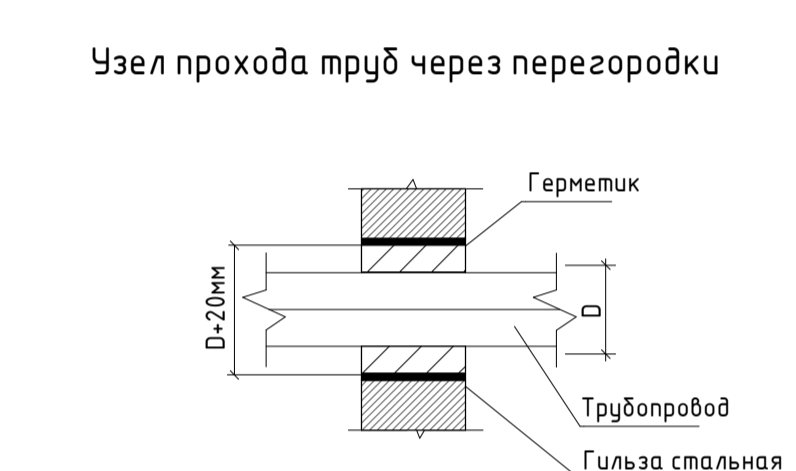 Узел прохода труб через перегородки
Герметик
D+20мм
D
Трубопровод
Гильза стальная